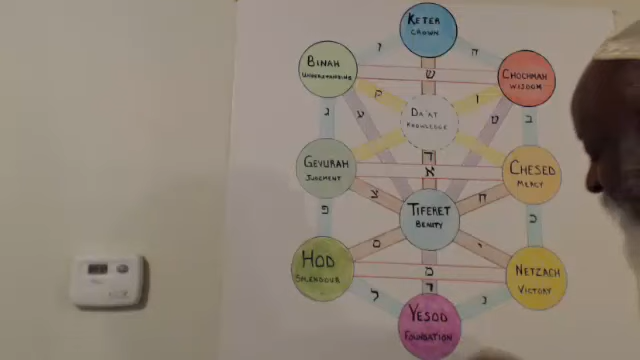 KETER
CROWN
ו
ח
BINAH
UNDERSTANDING
ש
CHOCHMAH
WISDOM
ק
ו
ע
ג
DA'AT
KNOWLEDGE
ב
ר
א
GEVURAH
JUDGEMENT
CHESED
MERCY
צ
ח
פ
TIFERET
BEAUTY
כ
ס
י
HOD
SPLENDOUR
מ
NETZACH
VICTORY
ל
ר
נ
YESOD
FOUNDATION